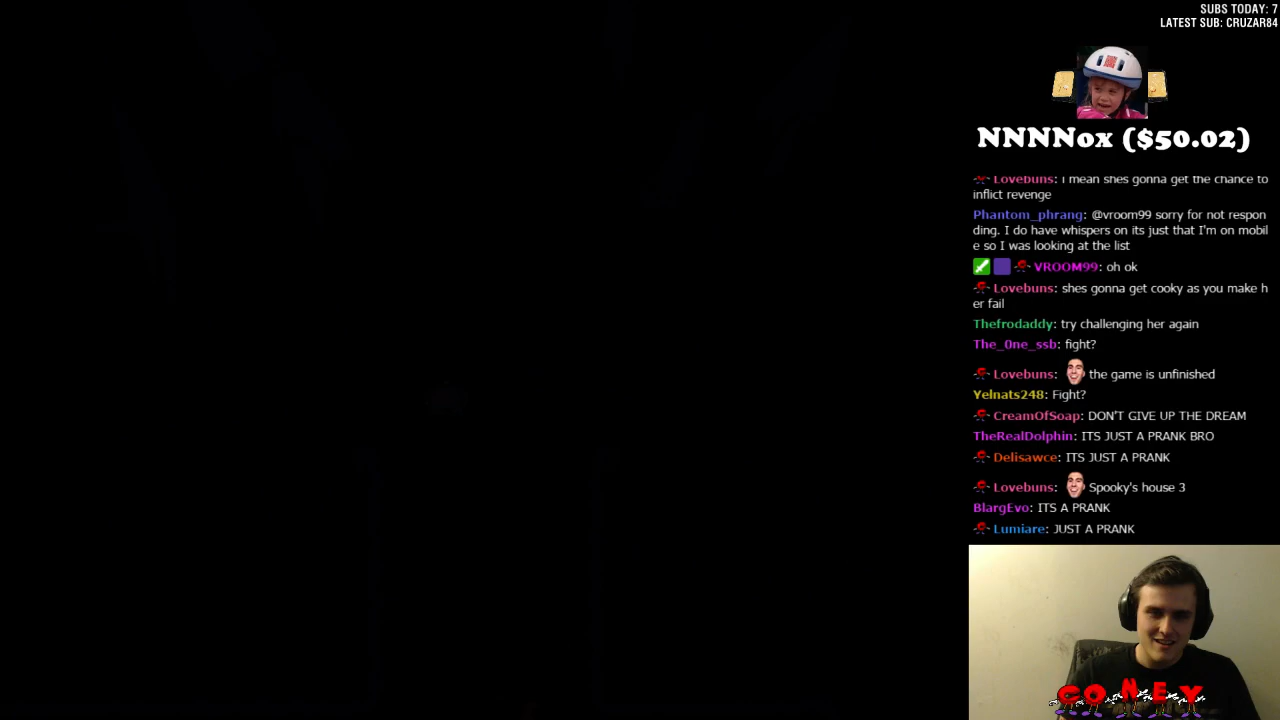 SUBS TODAY: 7
LATEST SUB: CRUZAR84
NNNNox ($50.02)
Lovebuns: i mean shes gonna get the chance to
inflict revenge
Phantom_phrang: @vroom99 sorry for not respon
ding. I do have whispers on its just that I'm on mobil
e so I was looking at the list
VROOM99: oh ok
Lovebuns: shes gonna get cooky as you make h
er fail
Thefrodaddy: try challenging her again
The_0ne_ssb: fight?
Lovebuns: the game is unfinished
Yelnats248: Fight?
CreamOfSoap: DON'T GIVE UP THE DREAM
TheRealDolphin: ITS JUST A PRANK BRO
Delisawce: ITS JUST A PRANK
Lovebuns: Spooky's house 3
BlargEvo: ITS A PRANK
Lumiare: JUST A PRANK
CONEY